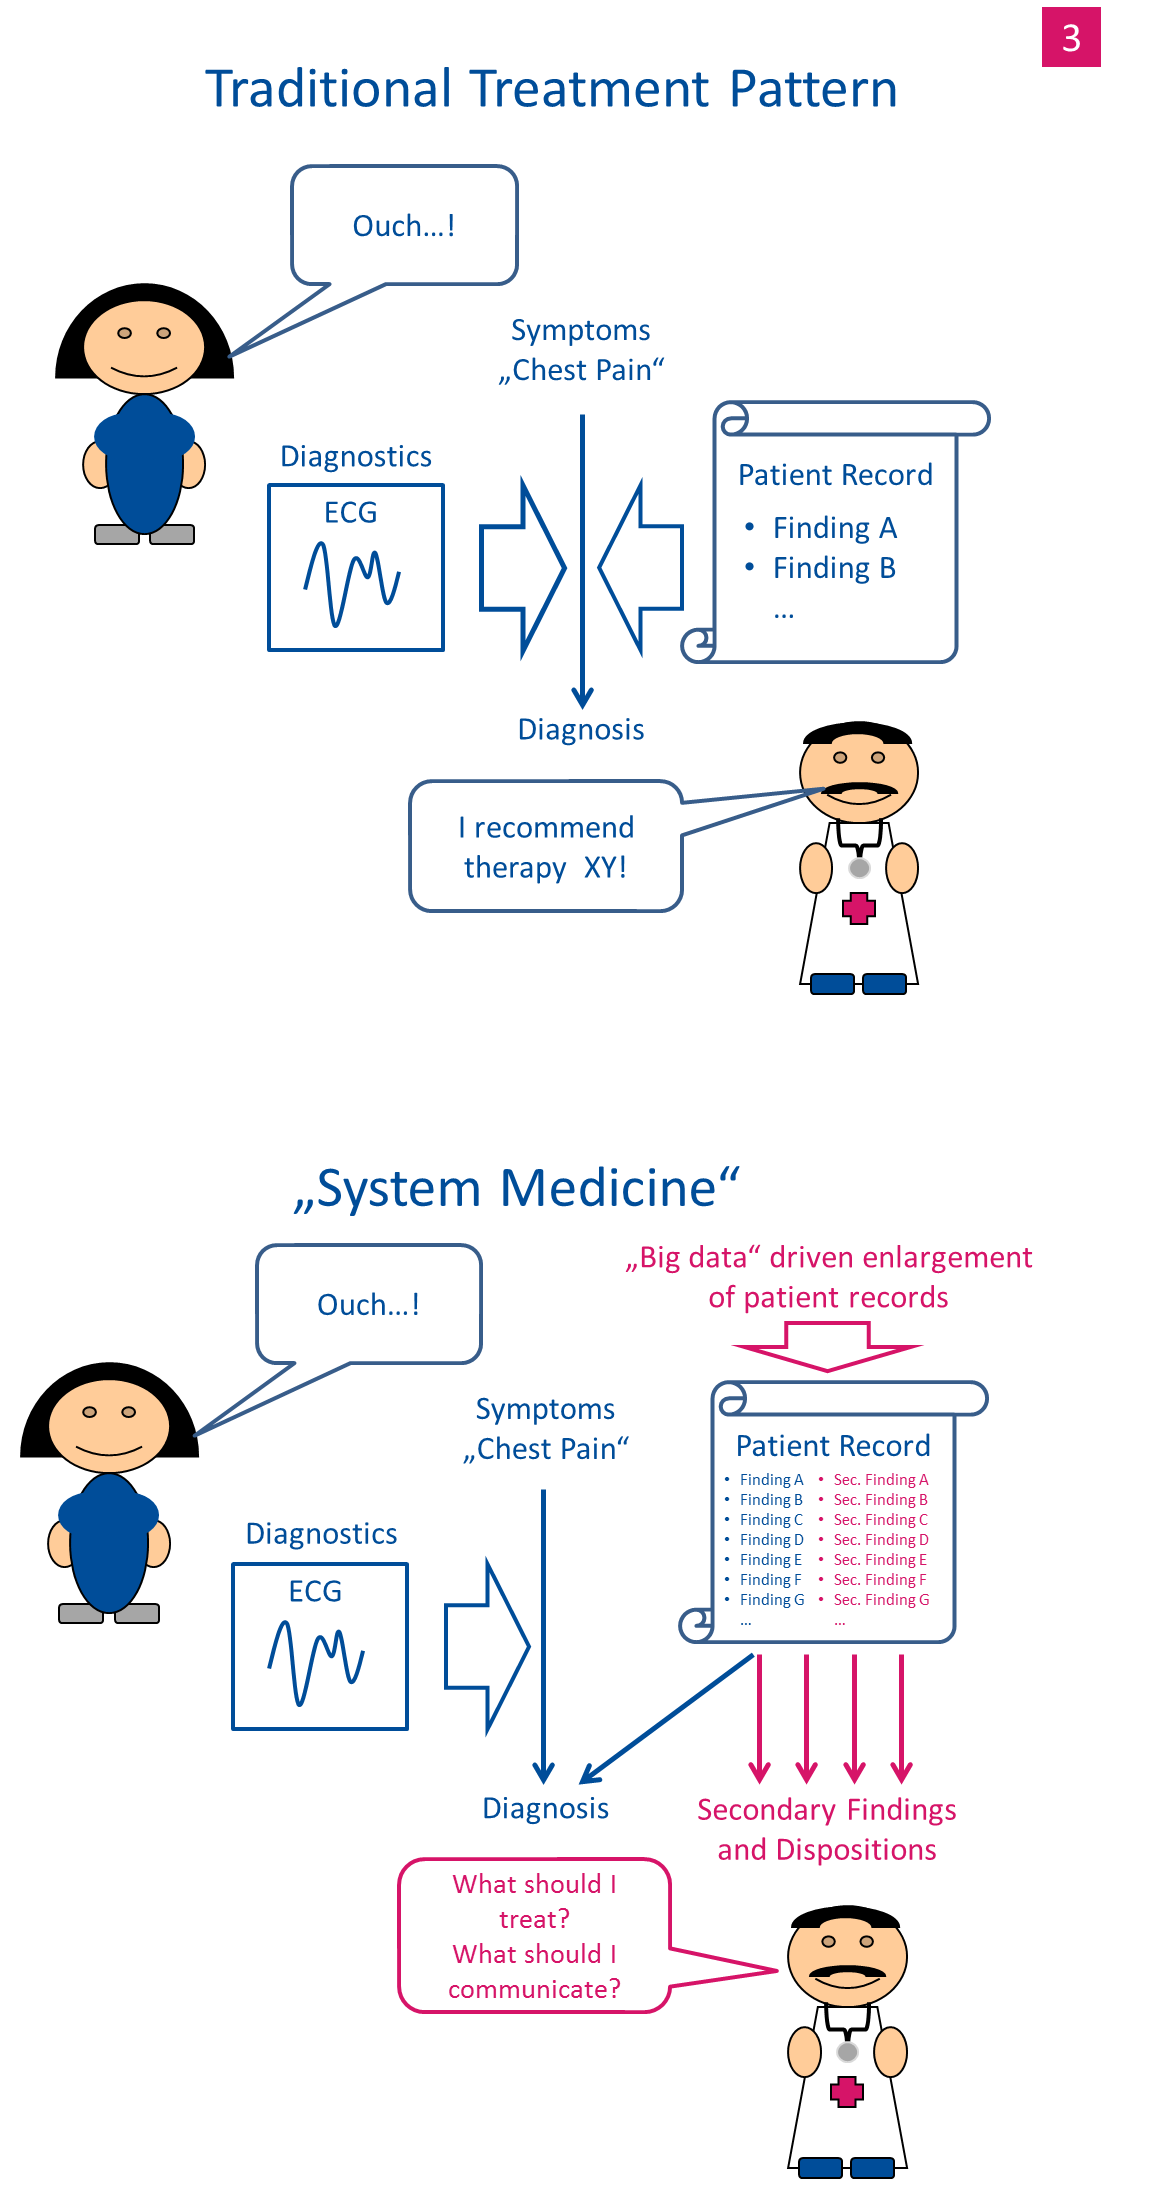 3
Traditional Treatment Pattern
Ouch...!
Symptoms
„Chest Pain“
Diagnostics
ECG
Patient Record
• Finding A
• Finding B
...
Diagnosis
I recommend
therapy XY!
„System Medicine“
„Big data“ driven enlargement
of patient records
Ouch...!
Symptoms
„Chest Pain“
Diagnostics
ECG
Patient Record
• Finding A
• Finding B
• Finding C
• Finding D
• Finding E
• Finding F
• Finding G
...
• Sec. Finding A
• Sec. Finding B
• Sec. Finding C
• Sec. Finding D
• Sec. Finding E
• Sec. Finding F
• Sec. Finding G
...
Diagnosis
Secondary Findings
and Dispositions
What should I
treat?
What should I
communicate?